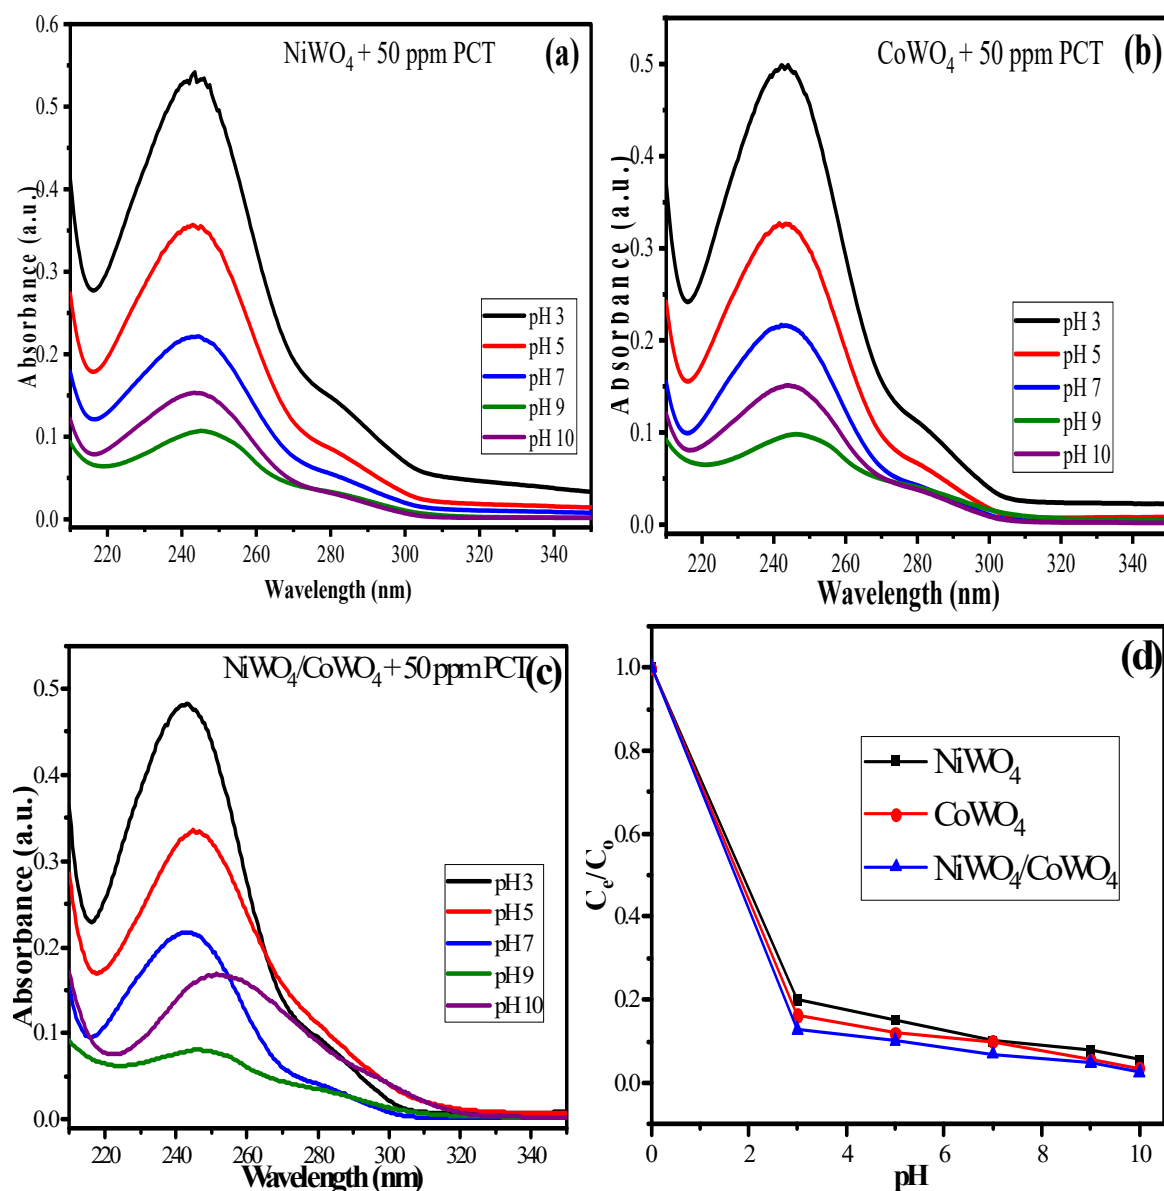 NiWO4 + 50 ppm PCT
(a)
0.6
0.5
0.4
0.3
0.2
0.1
0.0
Absorbance (a.u.)
pH 3
pH 5
pH 7
pH 9
pH 10
220 240 260 280 300 320 340
Wavelength (nm)
CoWO4 + 50 ppm PCT
(b)
0.5
0.4
0.3
0.2
0.1
0.0
Absorbance (a.u.)
pH 3
pH 5
pH 7
pH 9
pH 10
220 240 260 280 300 320 340
Wavelength (nm)
NiWO4/CoWO4 + 50 ppm PCT
(c)
0.5
0.4
0.3
0.2
0.1
0.0
Absorbance (a.u.)
pH3
pH5
pH7
pH9
pH10
220 240 260 280 300 320 340
Wavelength (nm)
(d)
1.0
0.8
0.6
0.4
0.2
0.0
Ce/Co
NiWO4
CoWO4
NiWO4/CoWO4
0 2 4 6 8 10
pH